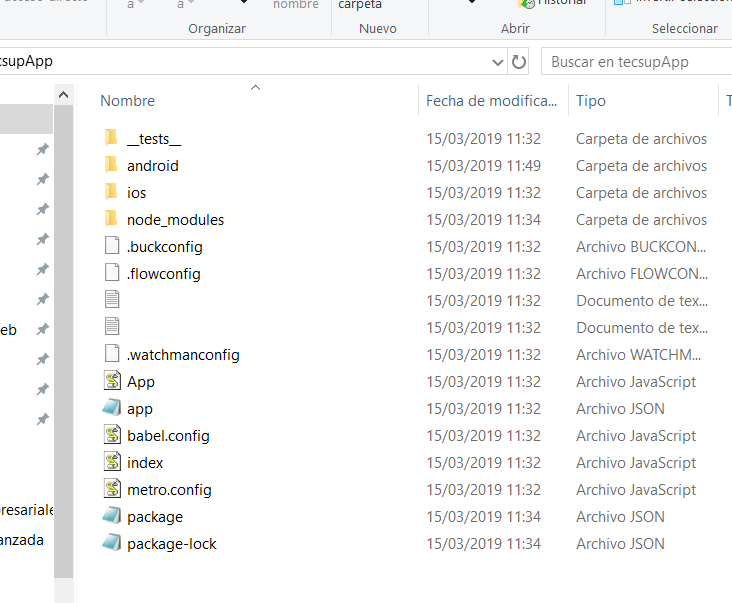 a a nombre carpeta Historial
Organizar Nuevo Abrir Seleccionar
csupApp Buscar en tecsupApp
Nombre Fecha de modifica... Tipo
__tests__ 15/03/2019 11:32 Carpeta de archivos
android 15/03/2019 11:49 Carpeta de archivos
ios 15/03/2019 11:32 Carpeta de archivos
node_modules 15/03/2019 11:34 Carpeta de archivos
.buckconfig 15/03/2019 11:32 Archivo BUCKCON...
.flowconfig 15/03/2019 11:32 Archivo FLOWCON...
15/03/2019 11:32 Documento de tex...
eb 15/03/2019 11:32 Documento de tex...
.watchmanconfig 15/03/2019 11:32 Archivo WATCHM...
App 15/03/2019 11:32 Archivo JavaScript
app 15/03/2019 11:32 Archivo JSON
babel.config 15/03/2019 11:32 Archivo JavaScript
index 15/03/2019 11:32 Archivo JavaScript
metro.config 15/03/2019 11:32 Archivo JavaScript
resariale package 15/03/2019 11:34 Archivo JSON
anzada package-lock 15/03/2019 11:34 Archivo JSON